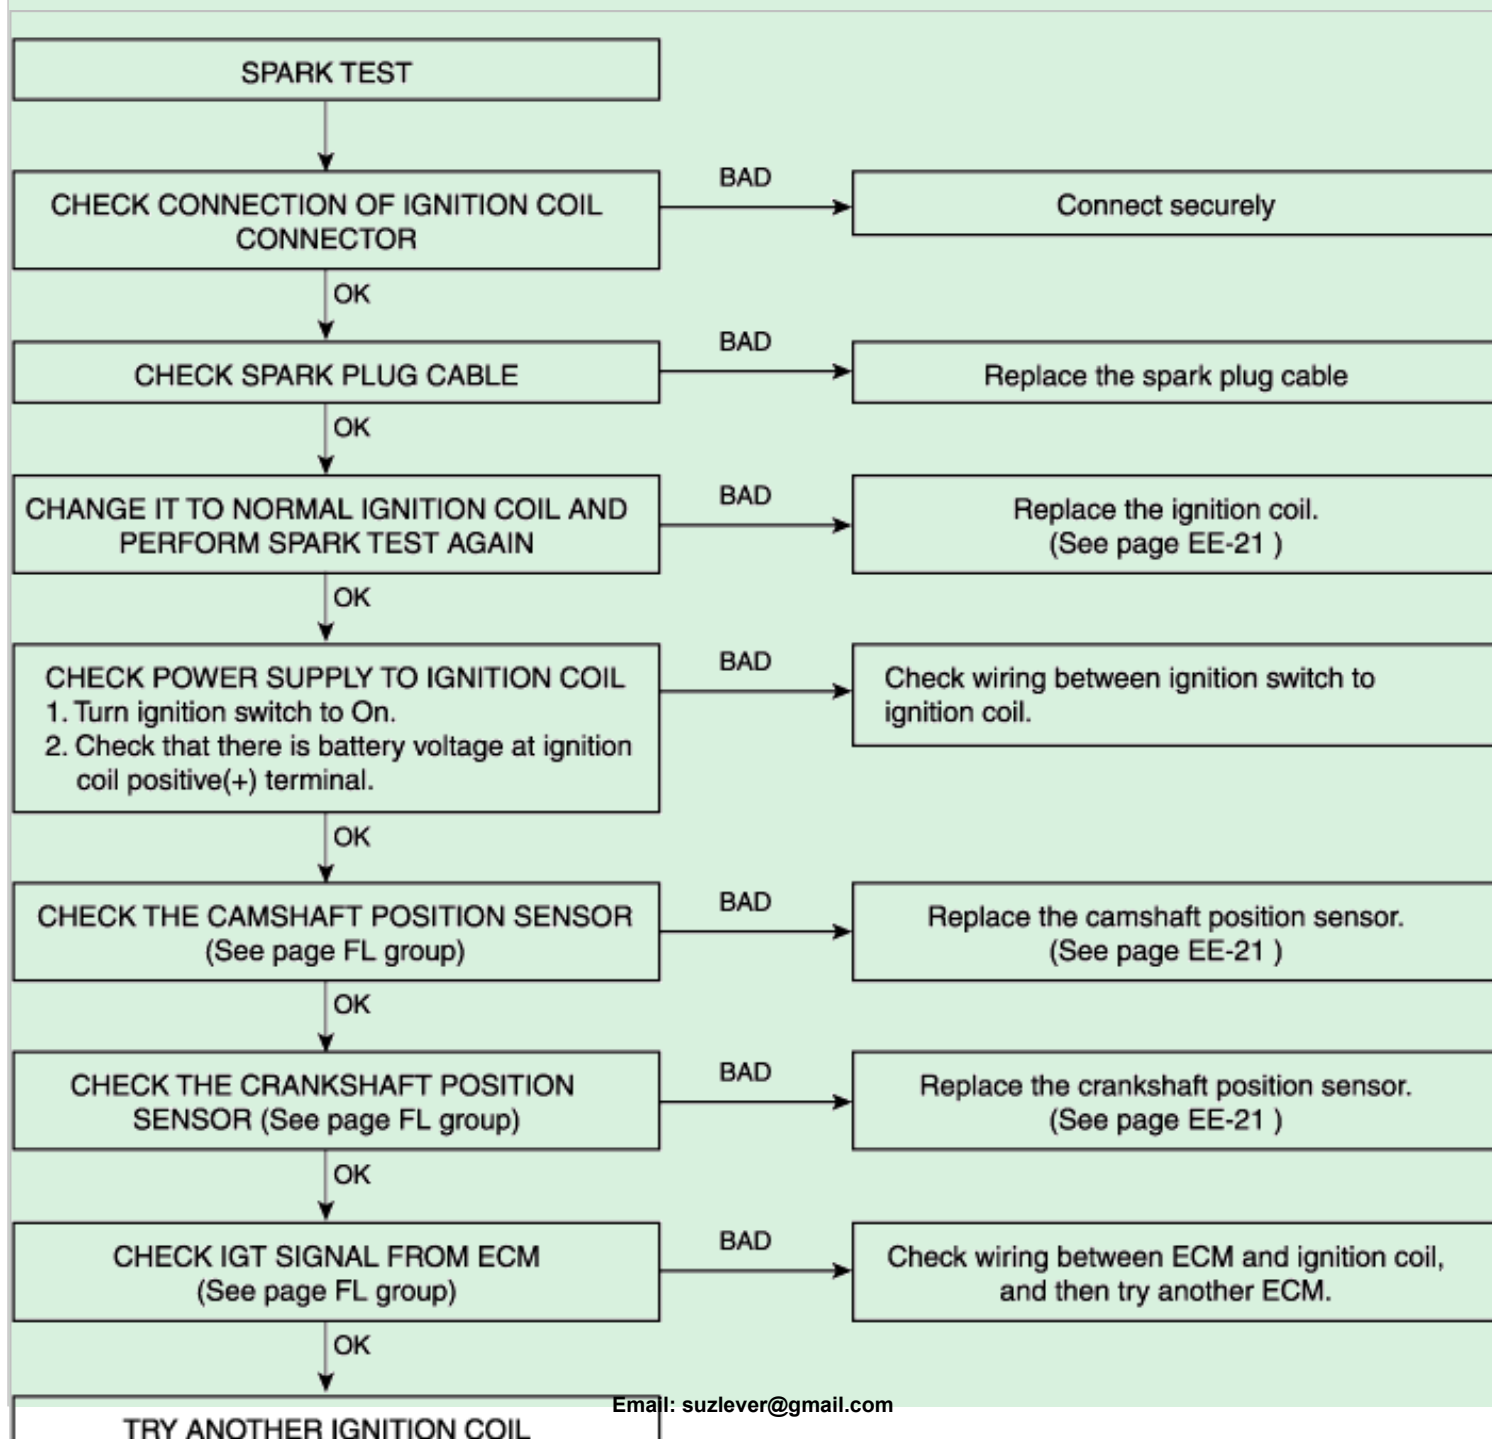 SPARK TEST
BAD
CHECK CONNECTION OF IGNITION COIL
CONNECTOR
Connect securely
OK
BAD
CHECK SPARK PLUG CABLE
Replace the spark plug cable
OK
BAD
CHANGE IT TO NORMAL IGNITION COIL AND
PERFORM SPARK TEST AGAIN
Replace the ignition coil.
(See page EE-21 )
OK
BAD
CHECK POWER SUPPLY TO IGNITION COIL
1. Turn ignition switch to On.
2. Check that there is battery voltage at ignition
coil positive(+) terminal.
Check wiring between ignition switch to
ignition coil.
OK
BAD
CHECK THE CAMSHAFT POSITION SENSOR
(See page FL group)
Replace the camshaft position sensor.
(See page EE-21 )
OK
BAD
CHECK THE CRANKSHAFT POSITION
SENSOR (See page FL group)
Replace the crankshaft position sensor.
(See page EE-21 )
OK
BAD
CHECK IGT SIGNAL FROM ECM
(See page FL group)
Check wiring between ECM and ignition coil,
and then try another ECM.
OK
Email: suzlever@gmail.com
TRY ANOTHER IGNITION COIL